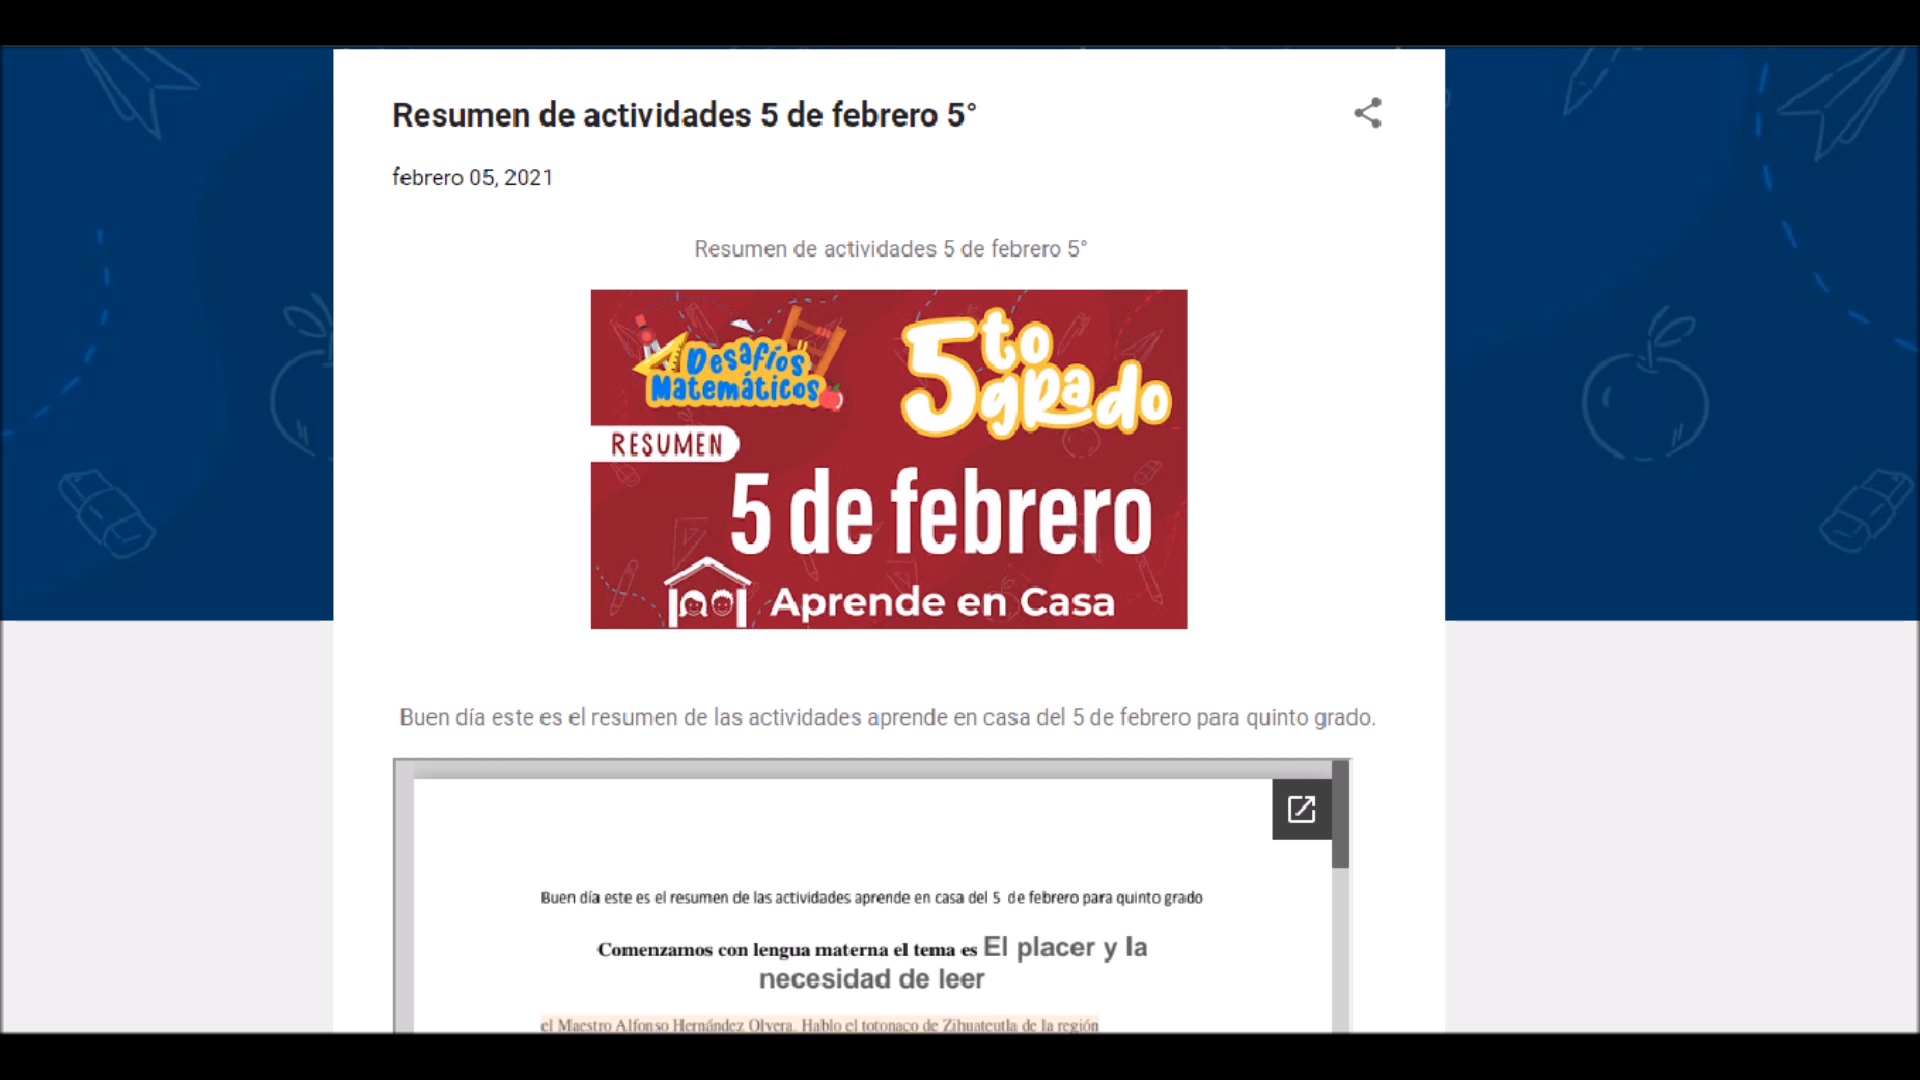 Resumen de actividades 5 de febrero 5°
febrero 05, 2021
Resumen de actividades 5 de febrero 5°
Desafíos
Matemáticos
5to grado
RESUMEN
5 de febrero
Aprende en Casa
Buen día este es el resumen de las actividades aprende en casa del 5 de febrero para quinto grado.
Buen día este es el resumen de las actividades aprende en casa del 5 de febrero para quinto grado
Comenzamos con lengua materna el tema es El placer y la
necesidad de leer
el Maestro Alfonso Hernández Olvera. Hablo el totonaco de Zihuateutla de la región